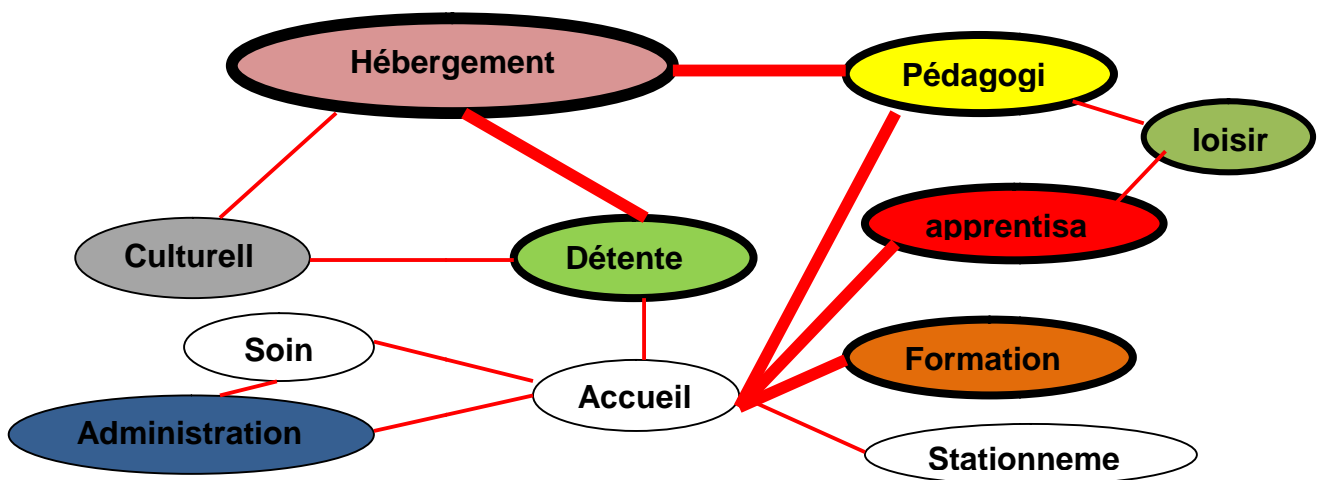 Hébergement
Pédagogi
loisir
apprentisa
Culturell
Détente
Soin
Formation
Accueil
Administration
Stationneme